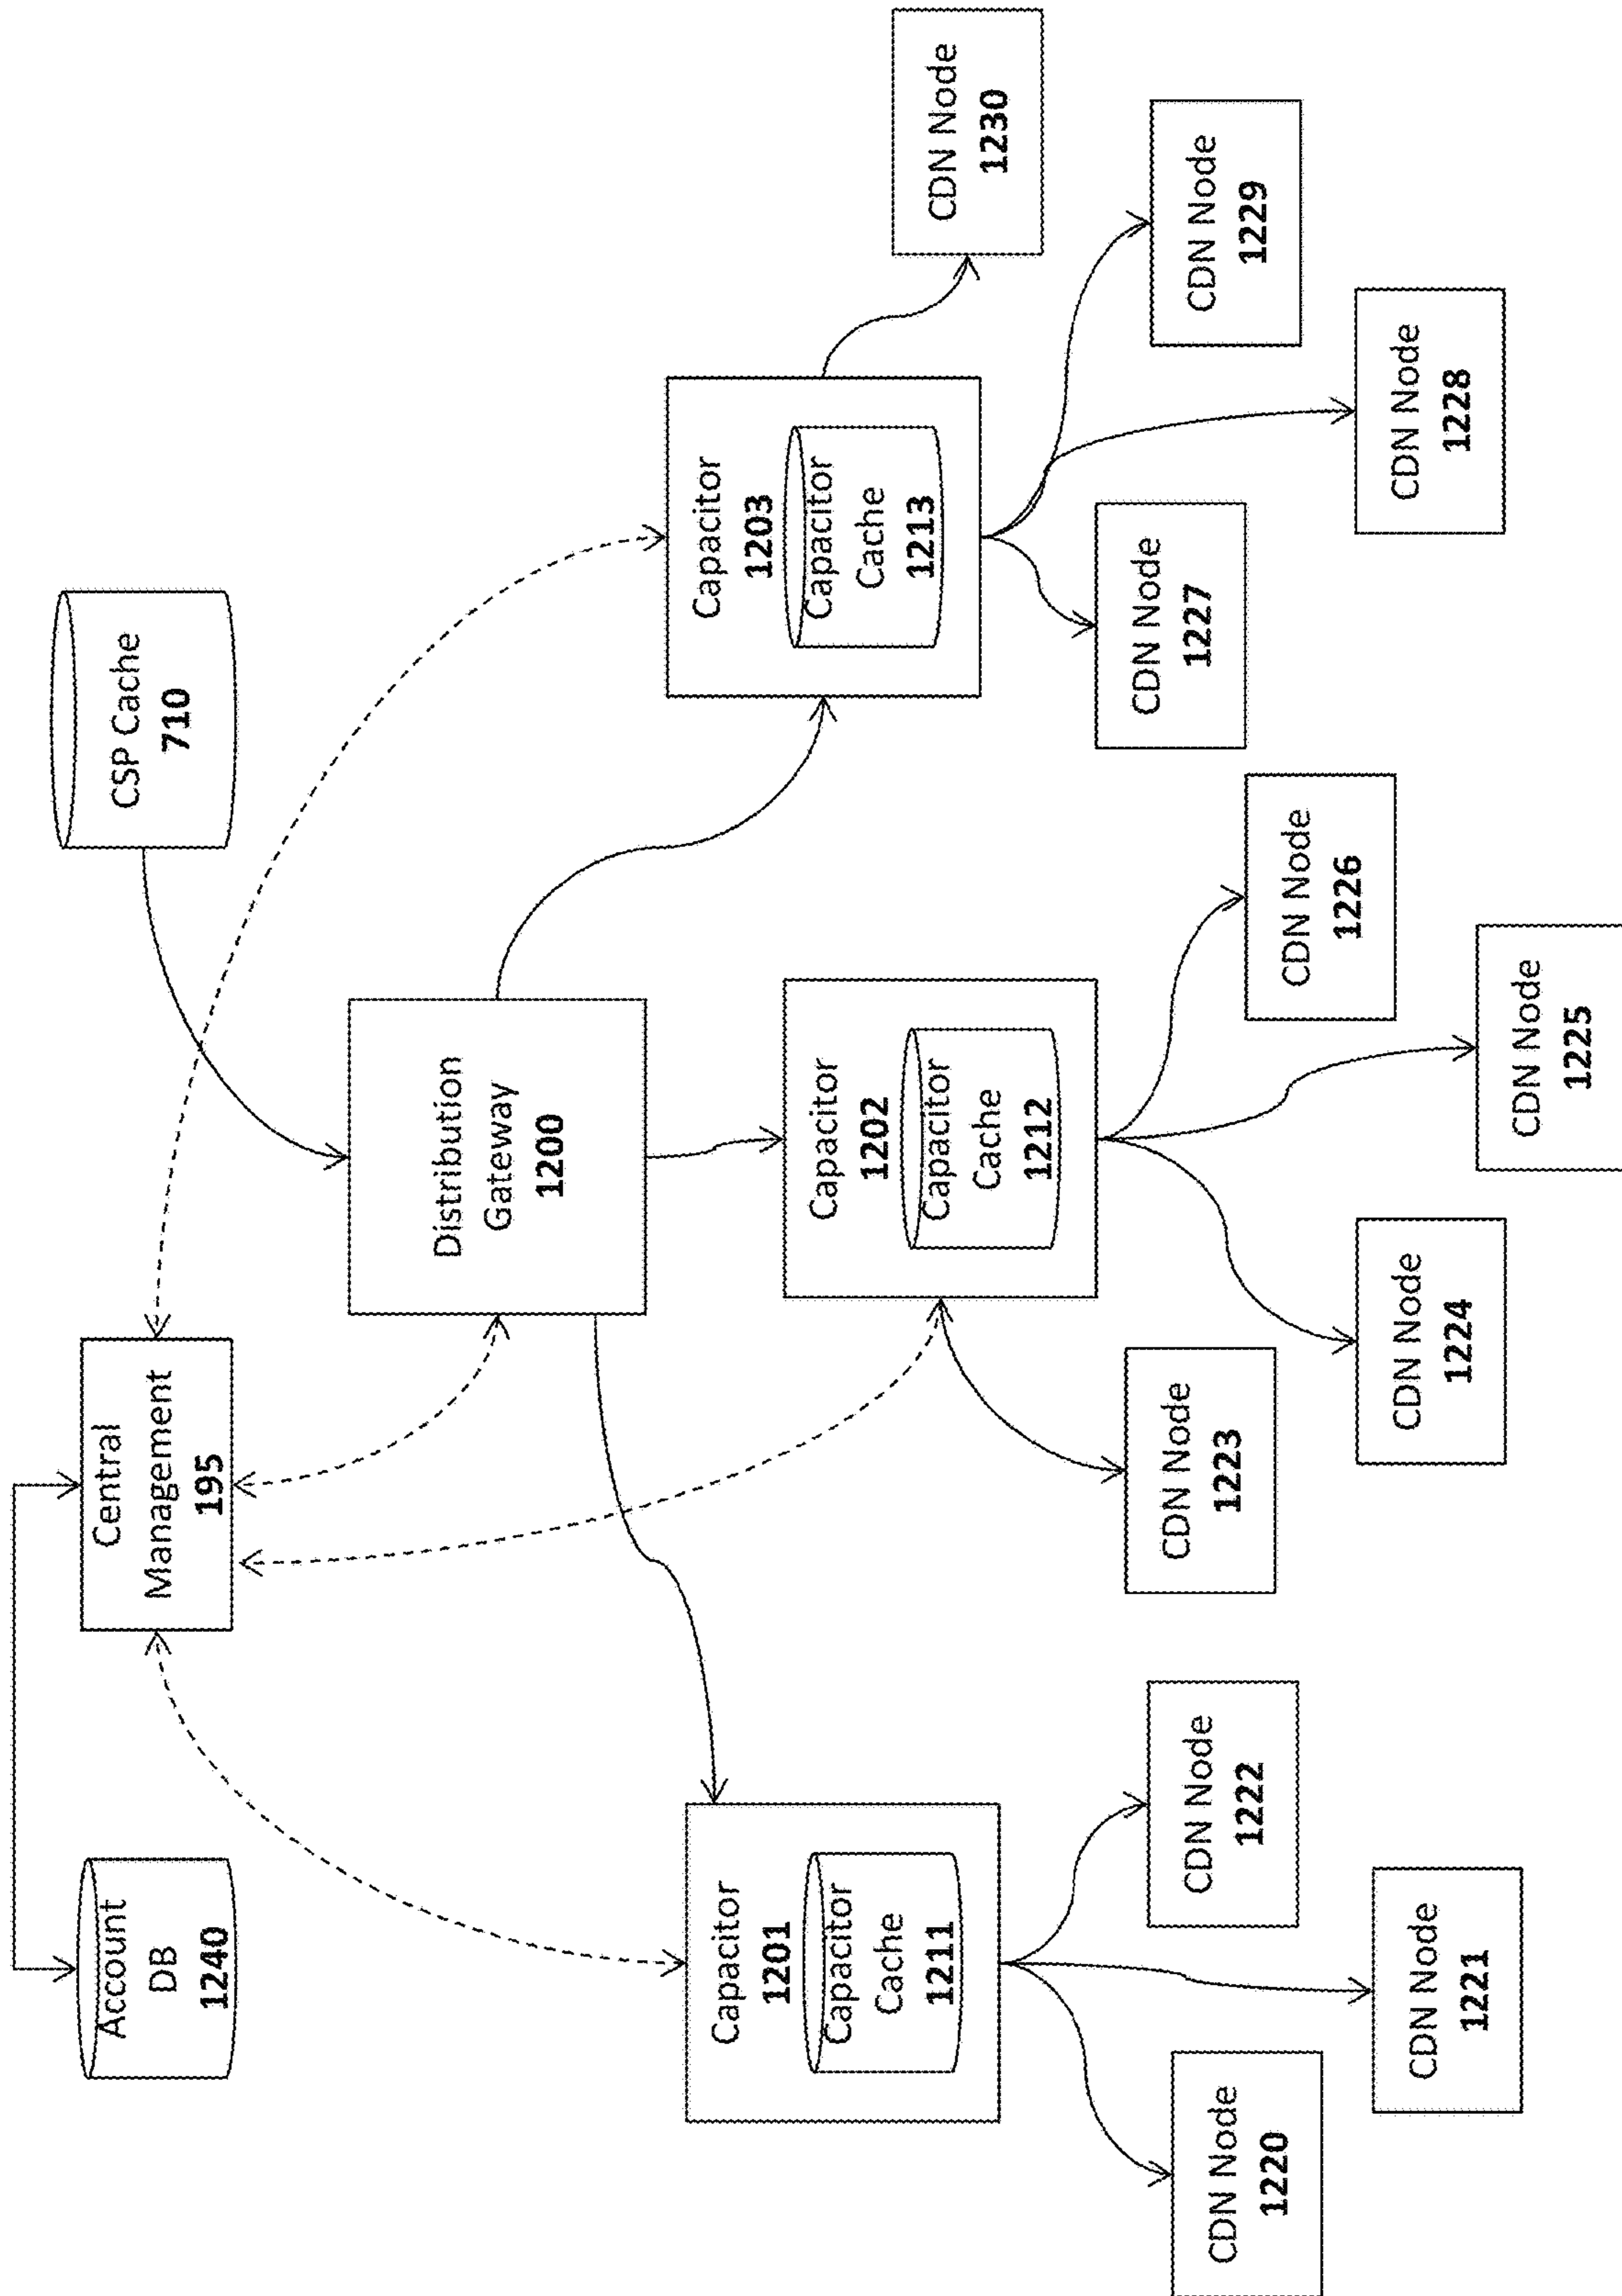 Account
DB
1240
Central
Management
195
CSP Cache
710
Distribution
Gateway
1200
Capacitor
1201
Capacitor
Cache
1211
Capacitor
1202
Capacitor
Cache
1212
Capacitor
1203
Capacitor
Cache
1213
CDN Node
1220
CDN Node
1221
CDN Node
1222
CDN Node
1223
CDN Node
1224
CDN Node
1225
CDN Node
1226
CDN Node
1227
CDN Node
1228
CDN Node
1229
CDN Node
1230